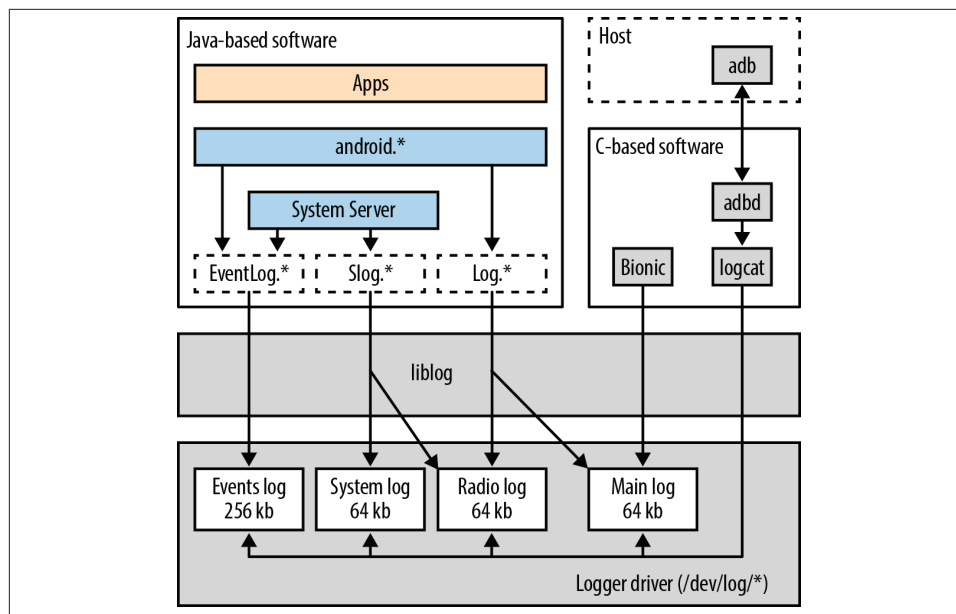 Java-based software
Apps
android.*
System Server
EventLog.*
Slog.*
Log.*
Host
adb
C-based software
adbd
Bionic
logcat
liblog
Events log
256 kb
System log
64 kb
Radio log
64 kb
Main log
64 kb
Logger driver (/dev/log/*)